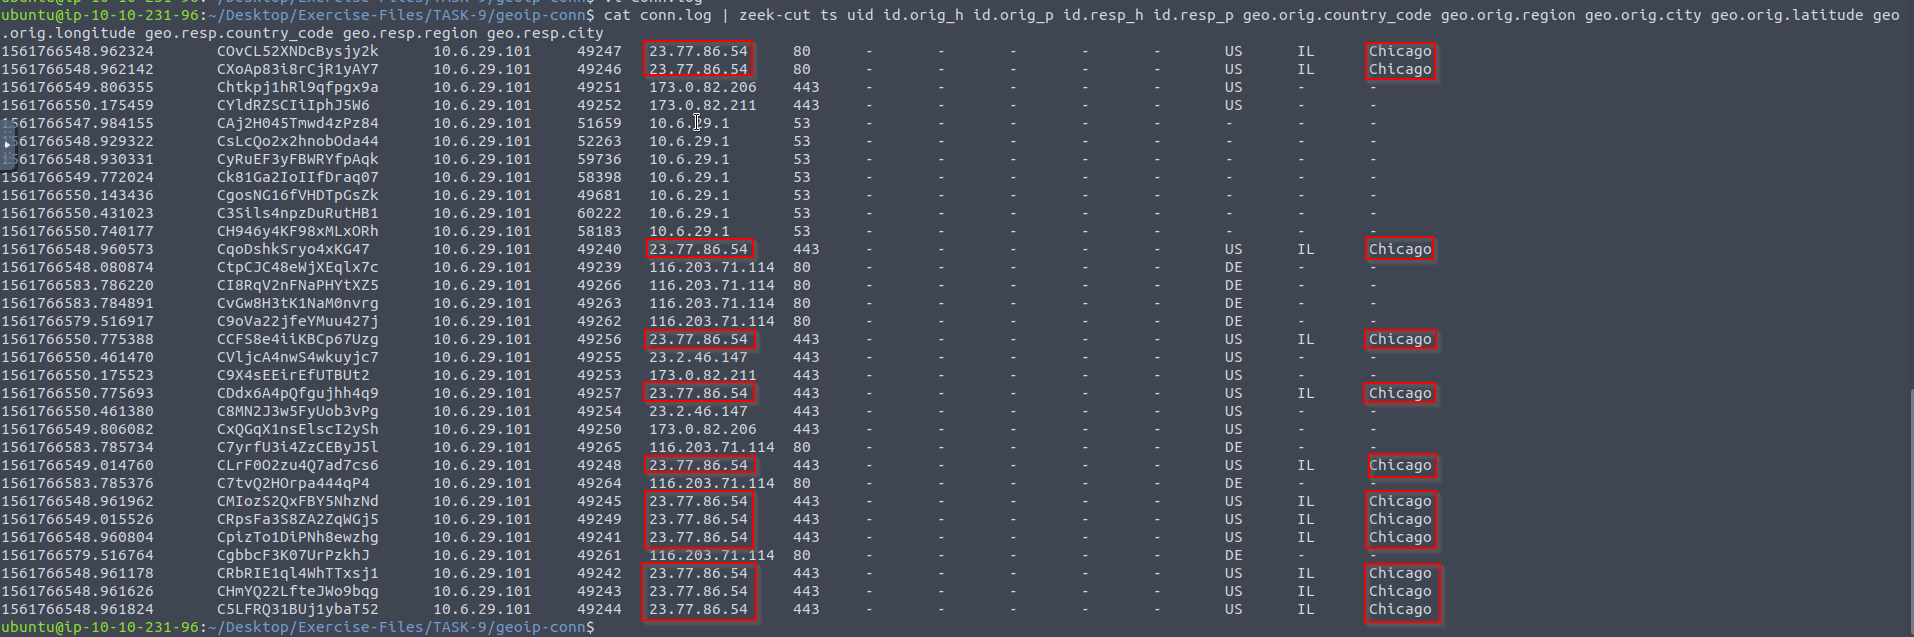 ubuntu@ip-10-10-231-96:~/Desktop/Exercise-Files/TASK-9/geoip-conn$ cat conn.log | zeek-cut ts uid id.orig_h id.orig_p id.resp_h id.resp_p geo.orig.country_code geo.orig.region geo.orig.city geo.orig.latitude geo
.orig.longitude geo.resp.country_code geo.resp.region geo.resp.city
1561766548.962324 COvCL52XNDcBysjy2k 10.6.29.101 49247 23.77.86.54 80 - - - - - US IL Chicago
1561766548.962142 CXoAp83i8rCjR1yAY7 10.6.29.101 49246 23.77.86.54 80 - - - - - US IL Chicago
1561766549.806355 Chtkpj1hRl9qfpgx9a 10.6.29.101 49251 173.0.82.206 443 - - - - - US - -
1561766550.175459 CYldRZSCIiIphJ5W6 10.6.29.101 49252 173.0.82.211 443 - - - - - US - -
1561766547.984155 CAj2H045Tmwd4zPz84 10.6.29.101 51659 10.6.29.1 53 - - - - - - - -
1561766548.929322 CsLcQo2x2hnobOda44 10.6.29.101 52263 10.6.29.1 53 - - - - - - - -
1561766548.930331 CyRuEF3yFBWRYfpAqk 10.6.29.101 59736 10.6.29.1 53 - - - - - - - -
1561766549.772024 Ck81Ga2IoIIfDraq07 10.6.29.101 58398 10.6.29.1 53 - - - - - - - -
1561766550.143436 CgosNG16fVHDTpGsZk 10.6.29.101 49681 10.6.29.1 53 - - - - - - - -
1561766550.431023 C3Sils4npzDuRutHB1 10.6.29.101 60222 10.6.29.1 53 - - - - - - - -
1561766550.740177 CH946y4KF98xMLxORh 10.6.29.101 58183 10.6.29.1 53 - - - - - - - -
1561766548.960573 CqoDshkSryo4xKG47 10.6.29.101 49240 23.77.86.54 443 - - - - - US IL Chicago
1561766548.080874 CtpCJC48eWjXEqlx7c 10.6.29.101 49239 116.203.71.114 80 - - - - - DE - -
1561766583.786220 CI8RqV2nFNaPHYtXZ5 10.6.29.101 49266 116.203.71.114 80 - - - - - DE - -
1561766583.784891 CvGw8H3tK1NaM0nvrg 10.6.29.101 49263 116.203.71.114 80 - - - - - DE - -
1561766579.516917 C9oVa22jfeYMuu427j 10.6.29.101 49262 116.203.71.114 80 - - - - - DE - -
1561766550.775388 CCFS8e4iiKBCp67Uzg 10.6.29.101 49256 23.77.86.54 443 - - - - - US IL Chicago
1561766550.461470 CVljcA4nwS4wkuyjc7 10.6.29.101 49255 23.2.46.147 443 - - - - - US - -
1561766550.175523 C9X4sEEirEfUTBUt2 10.6.29.101 49253 173.0.82.211 443 - - - - - US - -
1561766550.775693 CDdx6A4pQfgujhh4q9 10.6.29.101 49257 23.77.86.54 443 - - - - - US IL Chicago
1561766550.461380 C8MN2J3w5FyUob3vPg 10.6.29.101 49254 23.2.46.147 443 - - - - - US - -
1561766549.806082 CxQGqX1nsElscI2ySh 10.6.29.101 49250 173.0.82.206 443 - - - - - US - -
1561766583.785734 C7yrfU3i4ZzCEByJ5l 10.6.29.101 49265 116.203.71.114 80 - - - - - DE - -
1561766549.014760 CLrF0O2zu4Q7ad7cs6 10.6.29.101 49248 23.77.86.54 443 - - - - - US IL Chicago
1561766583.785376 C7tvQ2HOrpa444qP4 10.6.29.101 49264 116.203.71.114 80 - - - - - DE - -
1561766548.961962 CMIozS2QxFBY5NhzNd 10.6.29.101 49245 23.77.86.54 443 - - - - - US IL Chicago
1561766549.015526 CRpsFa3S8ZA2ZqWGj5 10.6.29.101 49249 23.77.86.54 443 - - - - - US IL Chicago
1561766548.960804 CpizTo1DiPNh8ewzhg 10.6.29.101 49241 23.77.86.54 443 - - - - - US IL Chicago
1561766579.516764 CgbbcF3K07UrPzkhJ 10.6.29.101 49261 116.203.71.114 80 - - - - - DE - -
1561766548.961178 CRbRIE1ql4WhTTxsj1 10.6.29.101 49242 23.77.86.54 443 - - - - - US IL Chicago
1561766548.961626 CHmYQ22LfteJWo9bqg 10.6.29.101 49243 23.77.86.54 443 - - - - - US IL Chicago
1561766548.961824 C5LFRQ31BUj1ybaT52 10.6.29.101 49244 23.77.86.54 443 - - - - - US IL Chicago
ubuntu@ip-10-10-231-96:~/Desktop/Exercise-Files/TASK-9/geoip-conn$